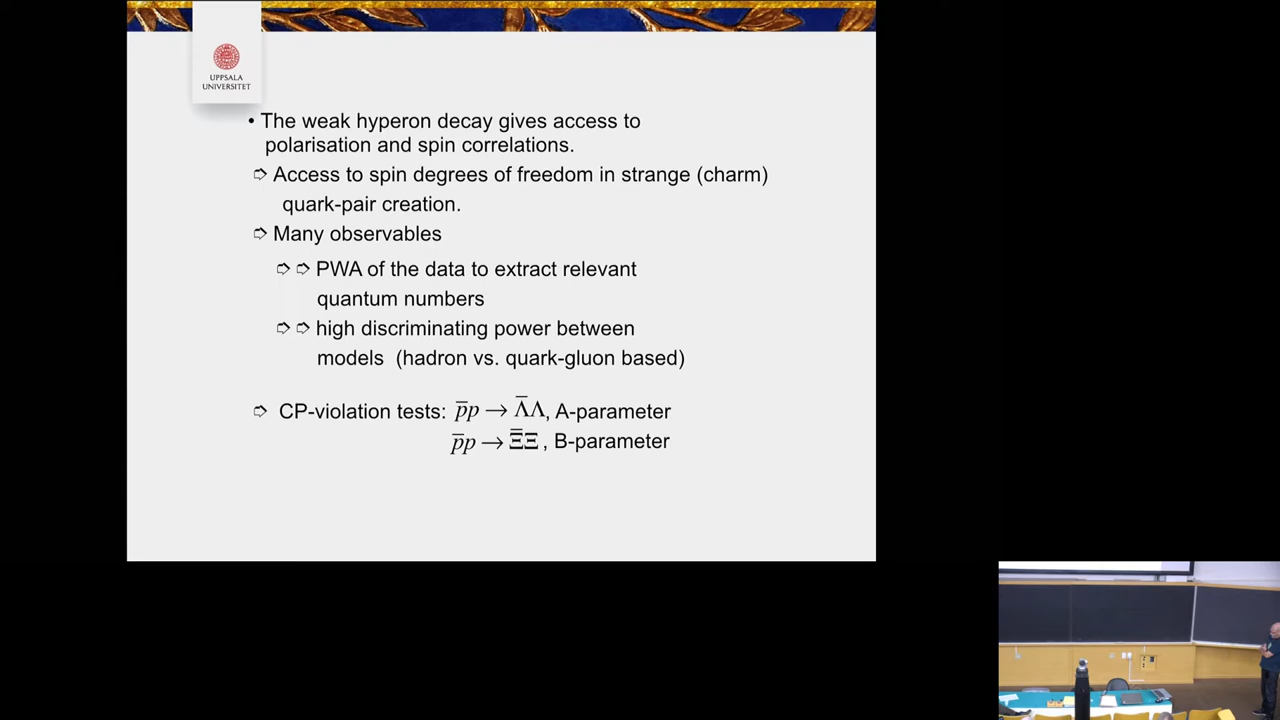 UPPSALA
UNIVERSITET
• The weak hyperon decay gives access to
polarisation and spin correlations.
➩ Access to spin degrees of freedom in strange (charm)
quark-pair creation.
➩ Many observables
➩ ➩ PWA of the data to extract relevant
quantum numbers
➩ ➩ high discriminating power between
models (hadron vs. quark-gluon based)
➩ CP-violation tests: p̅p → Λ̅Λ, A-parameter
p̅p → Ξ̅Ξ , B-parameter